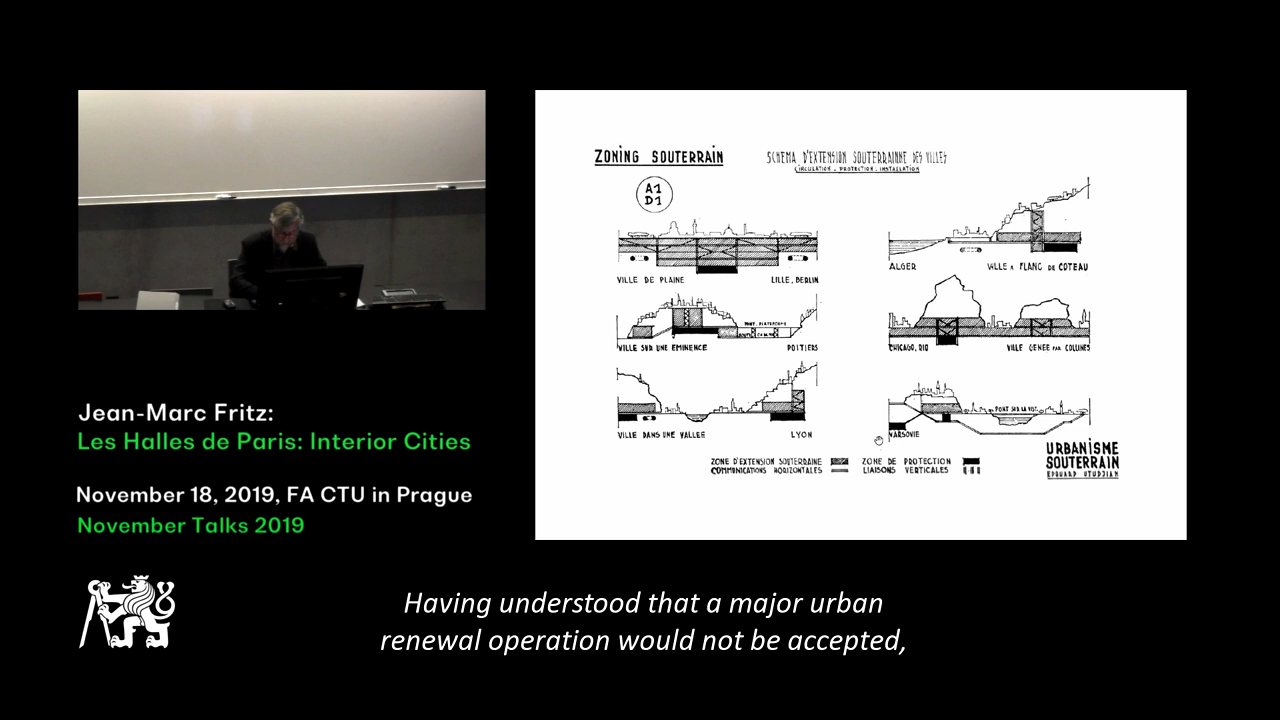 ZONING SOUTERRAIN
SCHEMA D'EXTENSION SOUTERRAINNE DES VILLES
CIRCULATION . PROTECTION . INSTALLATION
A1
D1
VILLE DE PLAINE
LILLE, BERLIN
ALGER
VILLE A FLANC DE COTEAU
VILLE SUR UNE EMINENCE
POITIERS
CHICAGO, RIO
VILLE GENEE PAR COLLINES
VILLE DANS UNE VALLEE
LYON
PONT SUR LA
VARSOVIE
ZONE D'EXTENSION SOUTERRAINE
ZONE DE PROTECTION
COMMUNICATIONS HORIZONTALES
LIAISONS VERTICALES
URBANISME
SOUTERRAIN
EDOUARD UTUDJIAN
Jean-Marc Fritz:
Les Halles de Paris: Interior Cities
November 18, 2019, FA CTU in Prague
November Talks 2019
Having understood that a major urban
renewal operation would not be accepted,